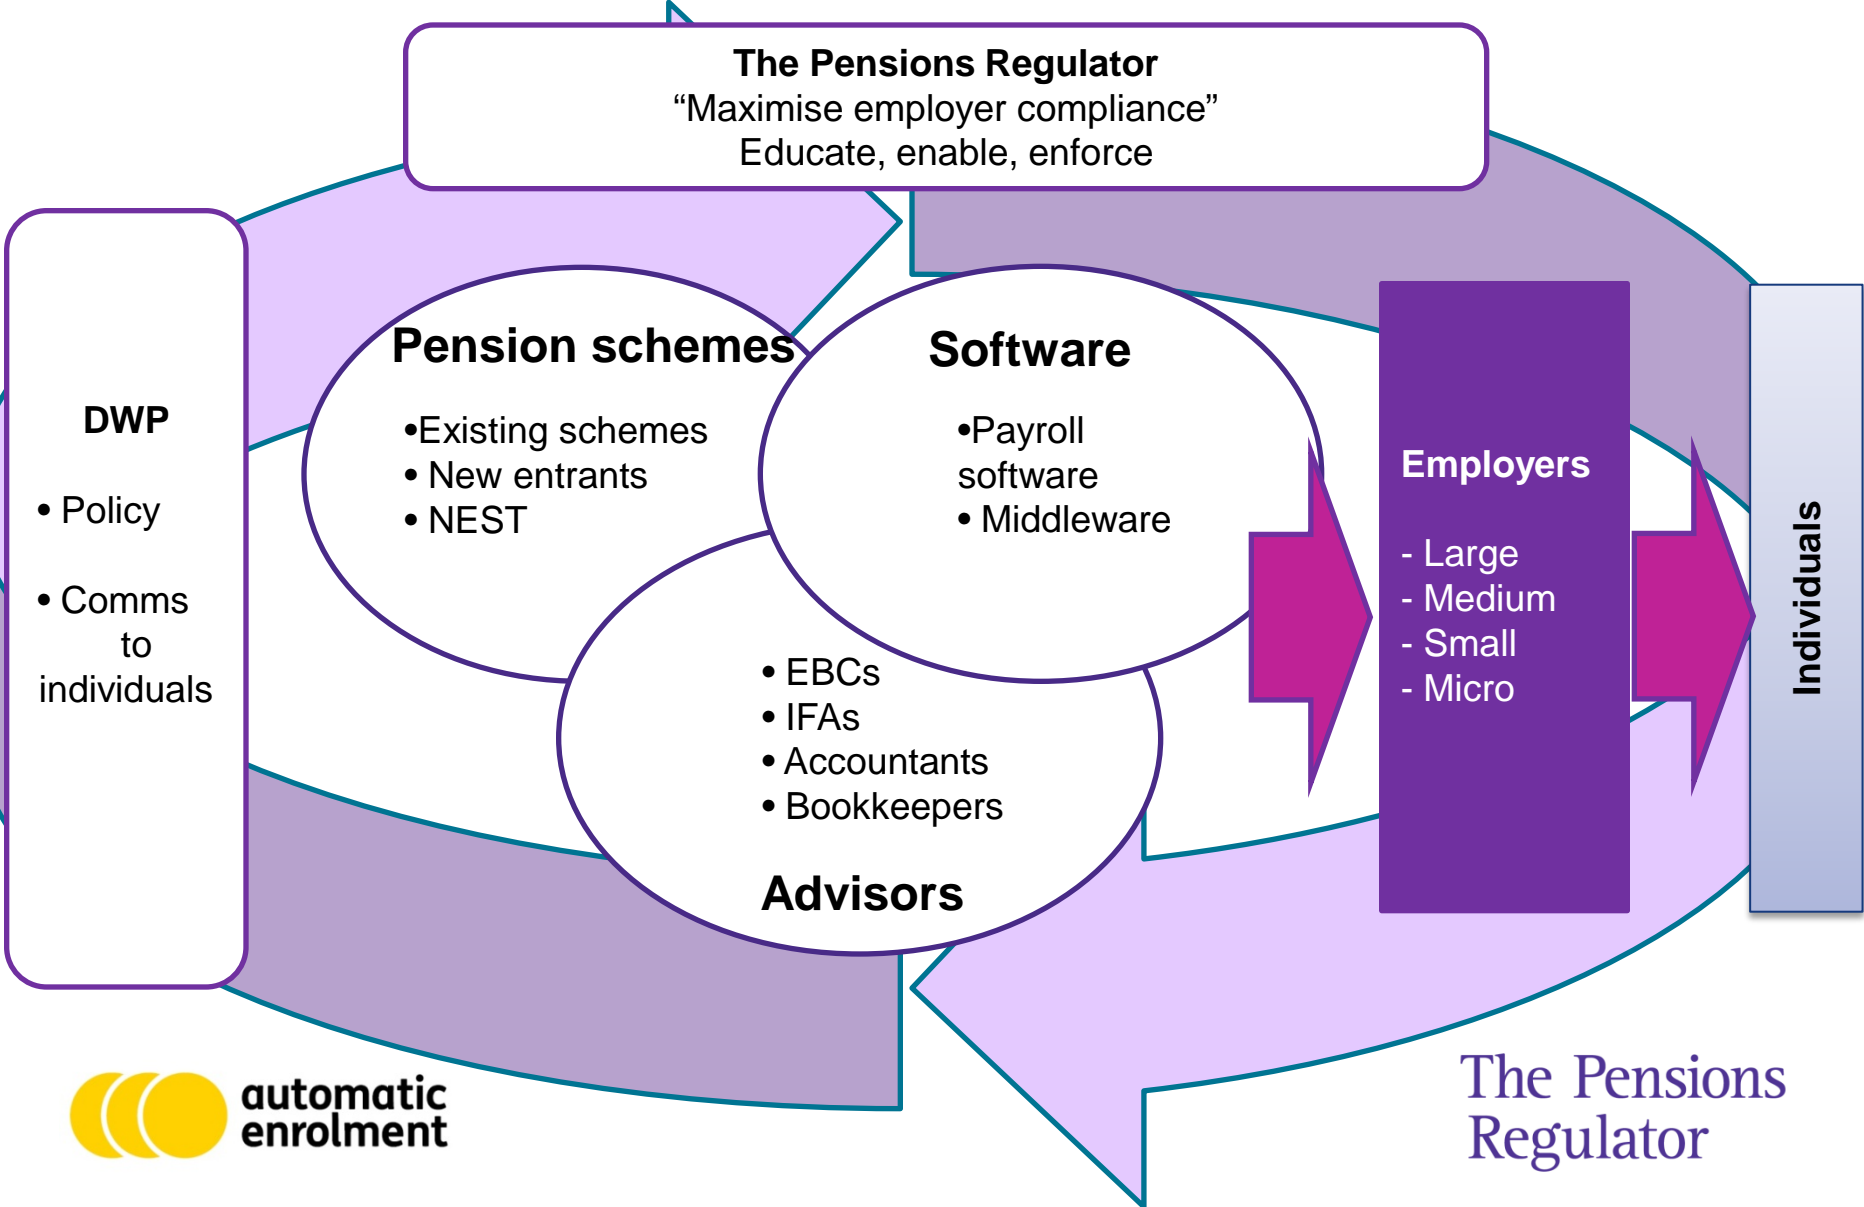 The Pensions Regulator
“Maximise employer compliance”
Educate, enable, enforce
DWP
• Policy
• Comms
to
individuals
Pension schemes
•Existing schemes
• New entrants
• NEST
Software
•Payroll
software
• Middleware
• EBCs
• IFAs
• Accountants
• Bookkeepers
Advisors
Employers
- Large
- Medium
- Small
- Micro
Individuals
automatic
enrolment
The Pensions
Regulator